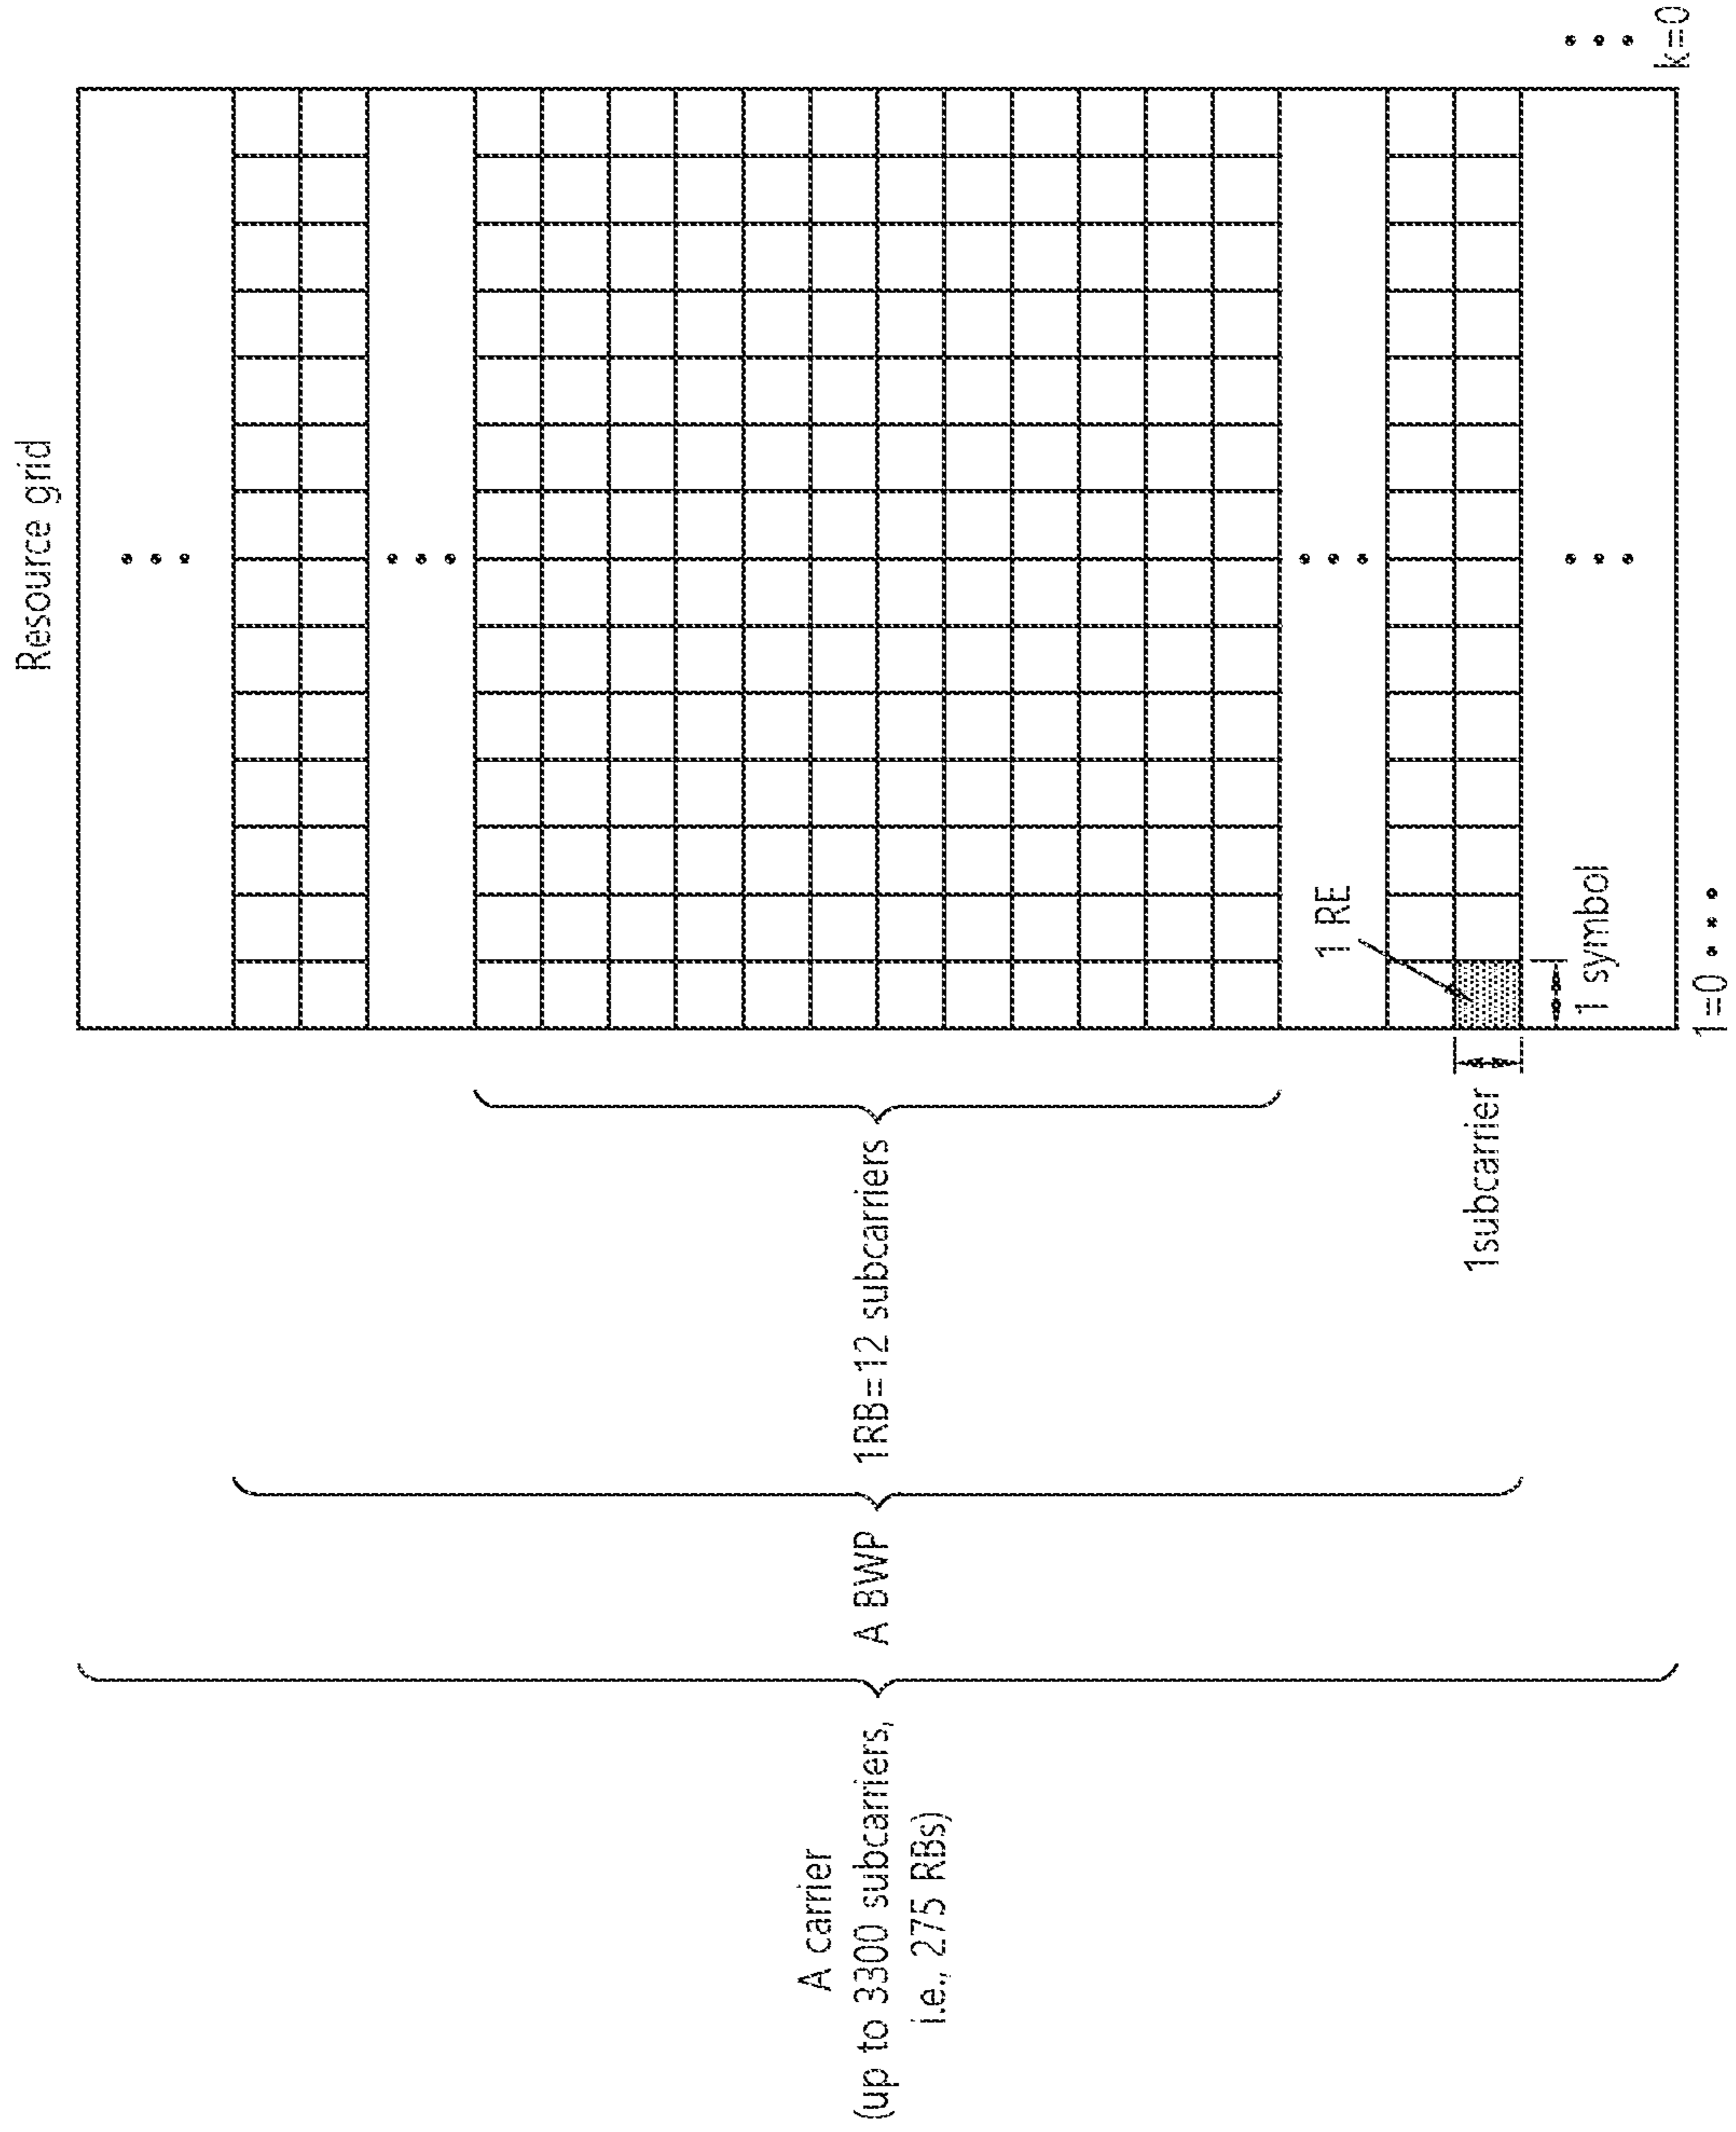 Resource grid
A carrier
(up to 3300 subcarriers,
i.e., 275 RBs)
A BWP
1RB=12 subcarriers
1 RE
1subcarrier
1 symbol
l=0
k=0